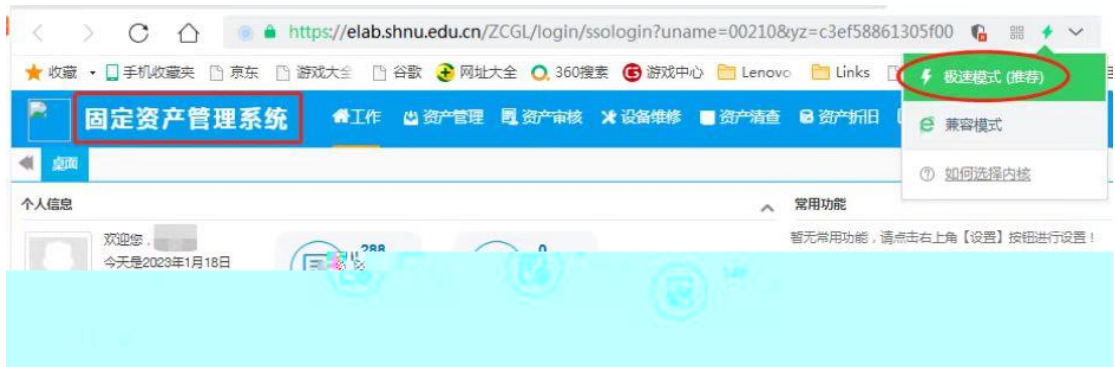 https://elab.shnu.edu.cn/ZCGL/login/ssologin?uname=00210&yz=c3ef58861305f00
收藏 手机收藏夹 京东 游戏大全 谷歌 网址大全 360搜索 游戏中心 Lenovo Links
极速模式 (推荐)
固定资产管理系统 工作 资产管理 资产审核 设备维修 资产清查 资产折旧
兼容模式
桌面
如何选择内核
个人信息 常用功能
欢迎您，
288
0
暂无常用功能，请点击右上角【设置】按钮进行设置！
今天是2023年1月18日